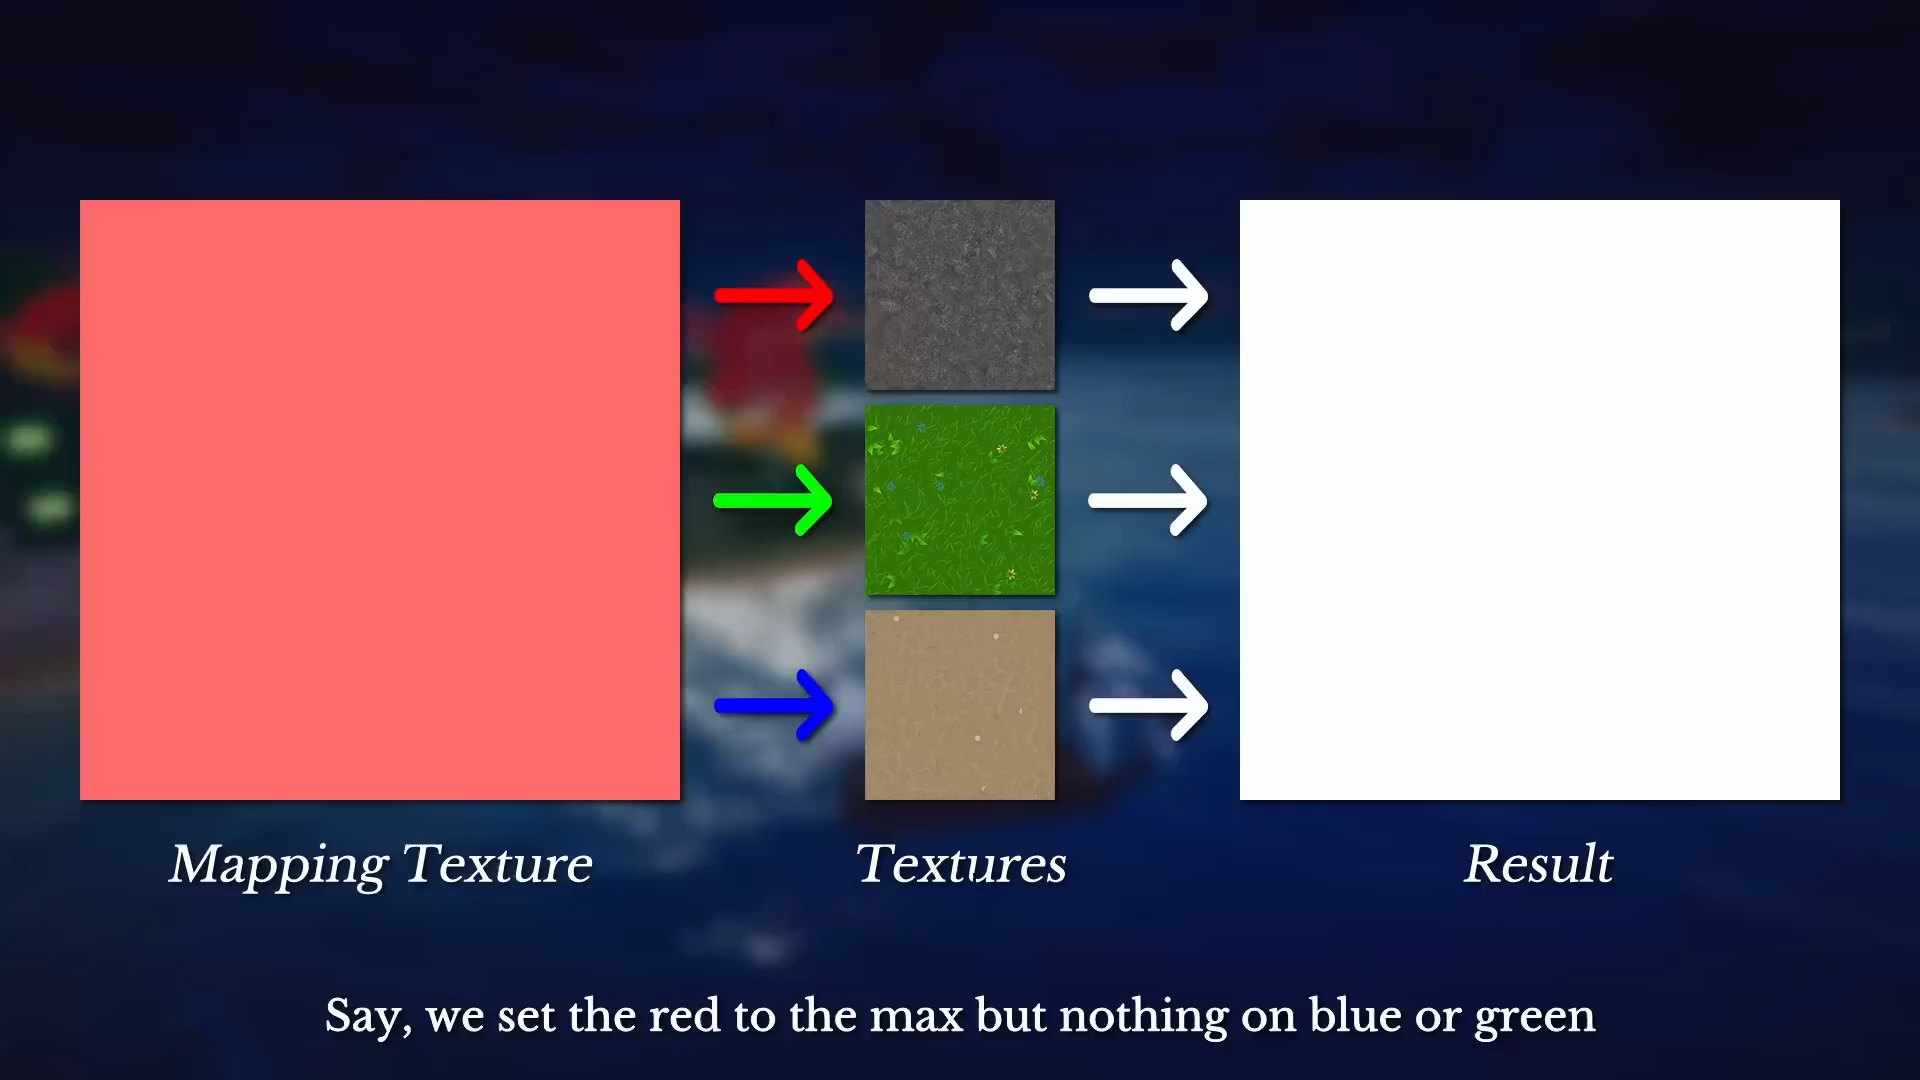 Mapping Texture
Textures
Result
Say, we set the red to the max but nothing on blue or green